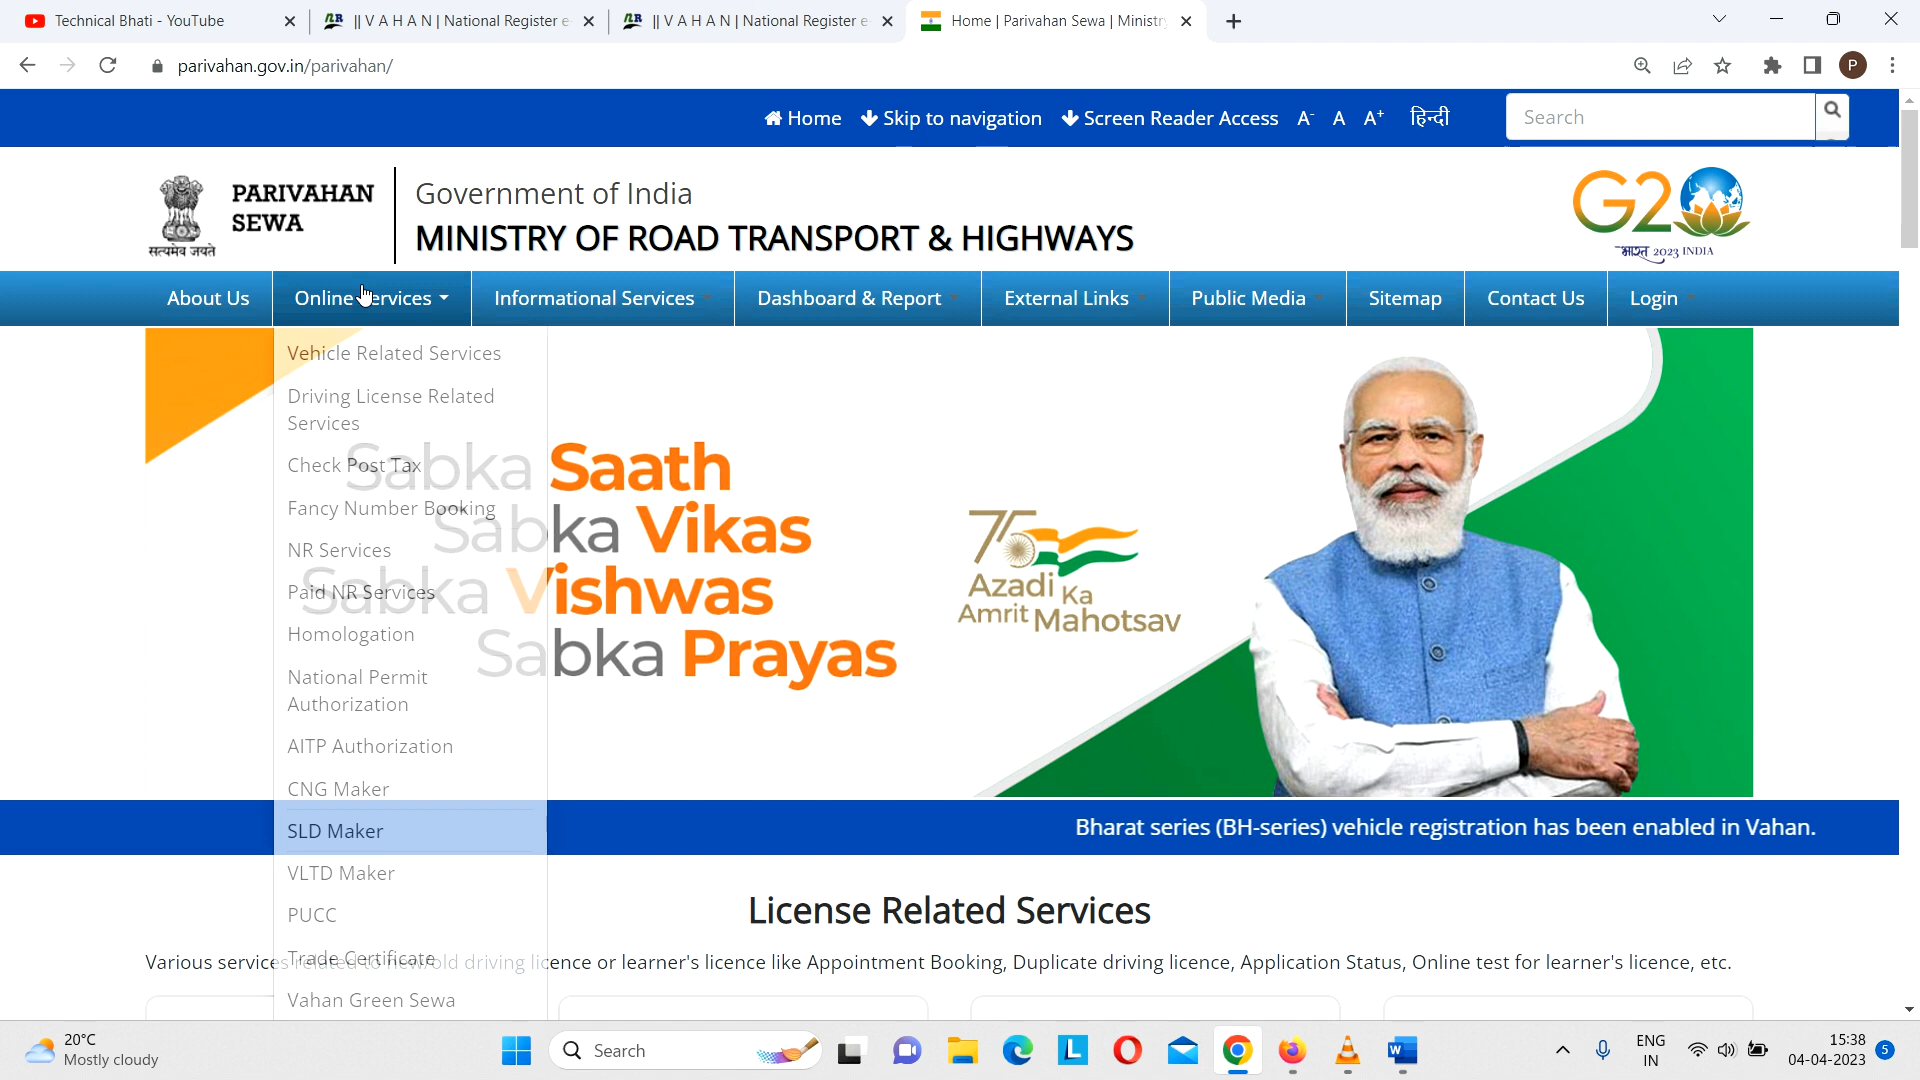 Technical Bhati - YouTube
|| V A H A N | National Register e
|| V A H A N | National Register e
Home | Parivahan Sewa | Ministr
parivahan.gov.in/parivahan/
P
Home Skip to navigation Screen Reader Access A- A A+ हिन्दी Search
सत्यमेव जयते
PARIVAHAN
SEWA
Government of India
MINISTRY OF ROAD TRANSPORT & HIGHWAYS
G20
भारत 2023 INDIA
About Us Online Services Informational Services Dashboard & Report External Links Public Media Sitemap Contact Us Login
Vehicle Related Services
Driving License Related
Services
Check Post Tax
Fancy Number Booking
NR Services
Paid NR Services
Homologation
National Permit
Authorization
AITP Authorization
CNG Maker
SLD Maker
VLTD Maker
PUCC
Trade Certificate
Vahan Green Sewa
Sabka Saath
Sabka Vikas
Sabka Vishwas
Sabka Prayas
75
Azadi Ka
Amrit Mahotsav
Bharat series (BH-series) vehicle registration has been enabled in Vahan.
License Related Services
Various services related to new/old driving licence or learner's licence like Appointment Booking, Duplicate driving licence, Application Status, Online test for learner's licence, etc.
20°C
Mostly cloudy
Search
ENG
IN
15:38
04-04-2023
5